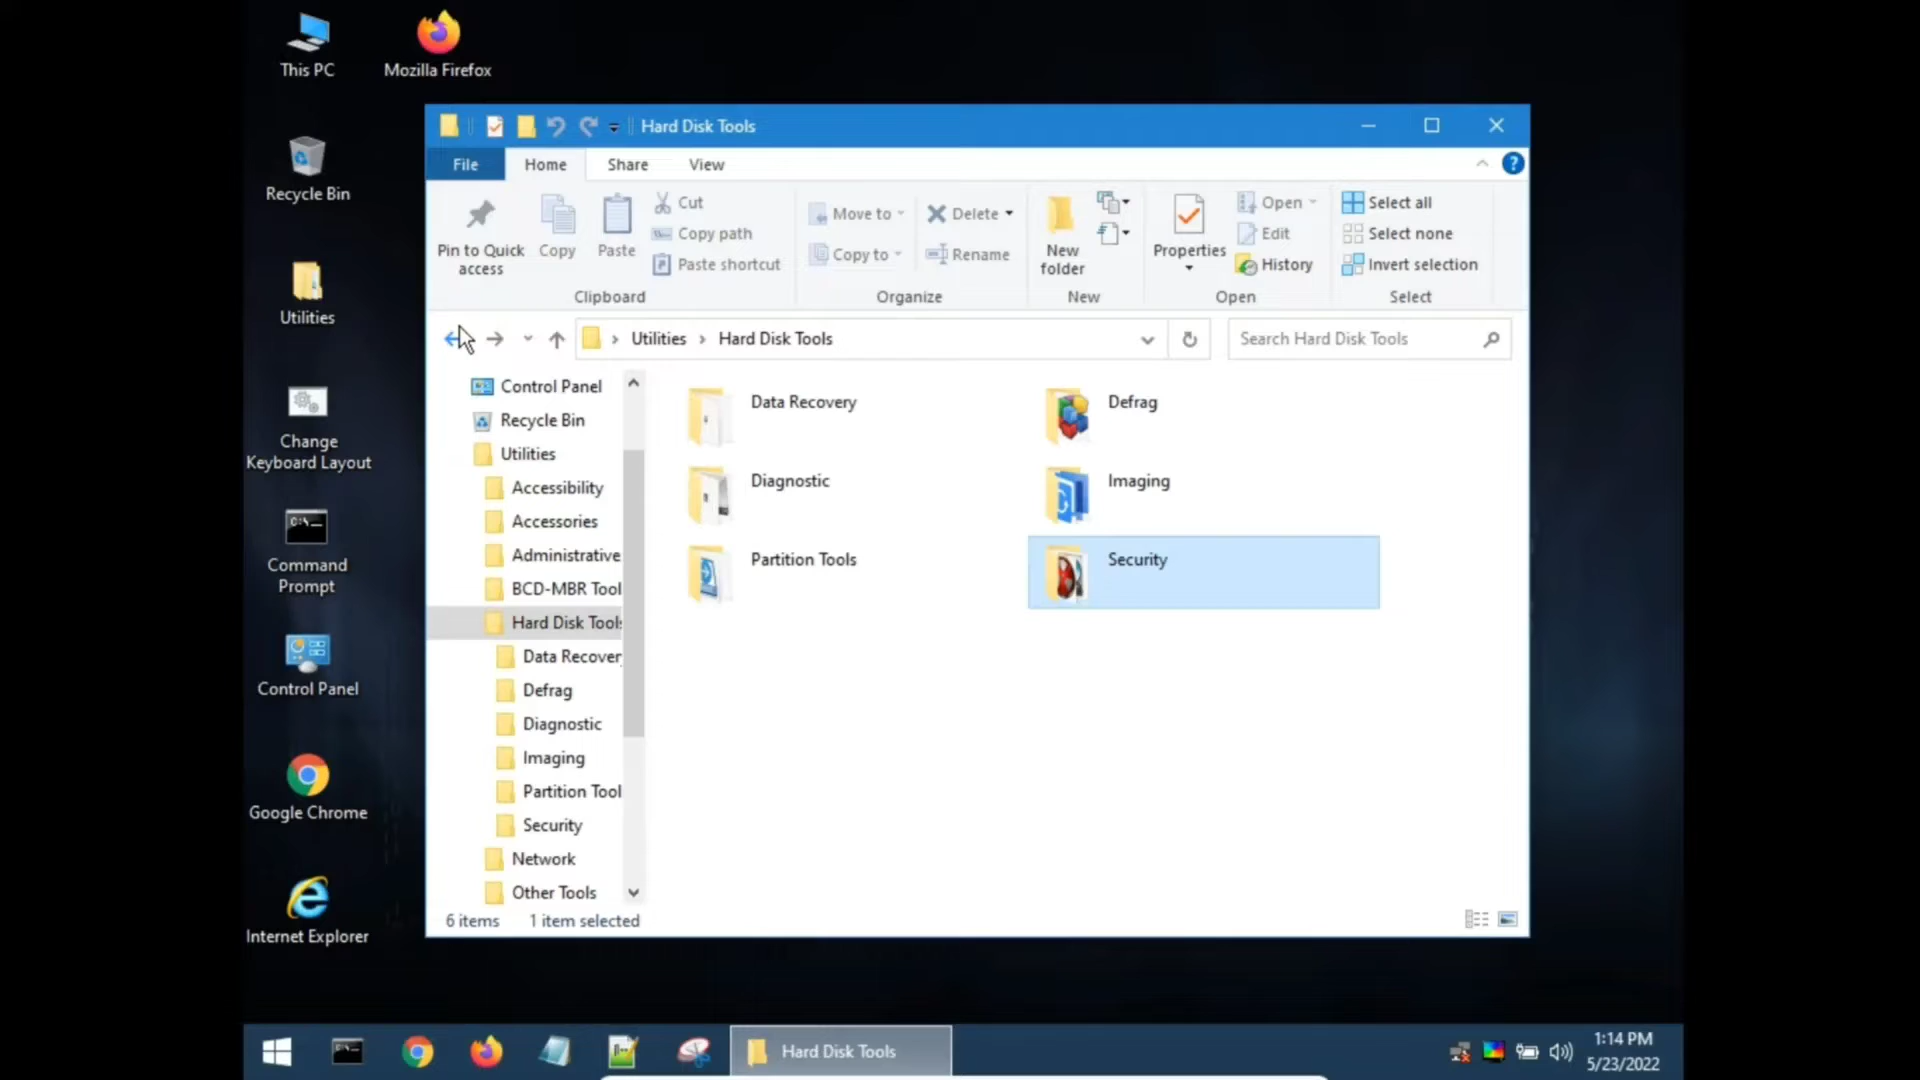 This PC
Mozilla Firefox
Recycle Bin
Utilities
Change
Keyboard Layout
Command
Prompt
Control Panel
Google Chrome
Internet Explorer
Hard Disk Tools
File
Home
Share
View
?
Pin to Quick
access
Copy
Paste
Cut
Copy path
Paste shortcut
Clipboard
Move to
Copy to
Delete
Rename
Organize
New
folder
New
Properties
Open
Edit
History
Open
Select all
Select none
Invert selection
Select
Utilities
Hard Disk Tools
Search Hard Disk Tools
Control Panel
Recycle Bin
Utilities
Accessibility
Accessories
Administrative
BCD-MBR Tool
Hard Disk Tools
Data Recovery
Defrag
Diagnostic
Imaging
Partition Tool
Security
Network
Other Tools
Data Recovery
Defrag
Diagnostic
Imaging
Partition Tools
Security
6 items
1 item selected
Hard Disk Tools
1:14 PM
5/23/2022